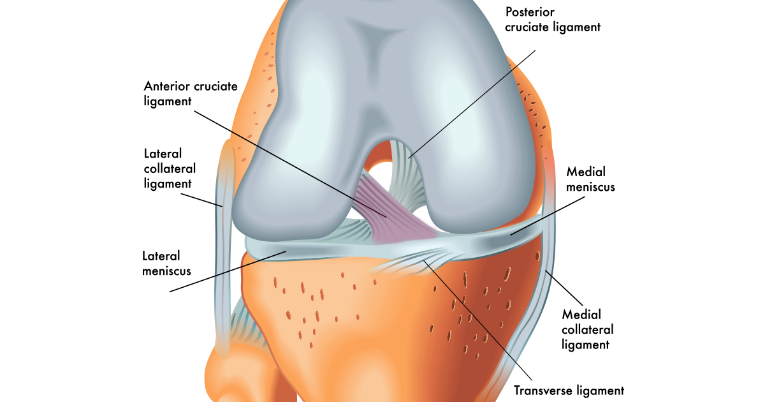 Posterior
cruciate ligament
Anterior cruciate
ligament
Lateral
collateral
ligament
Medial
meniscus
Lateral
meniscus
Medial
collateral
ligament
Transverse ligament